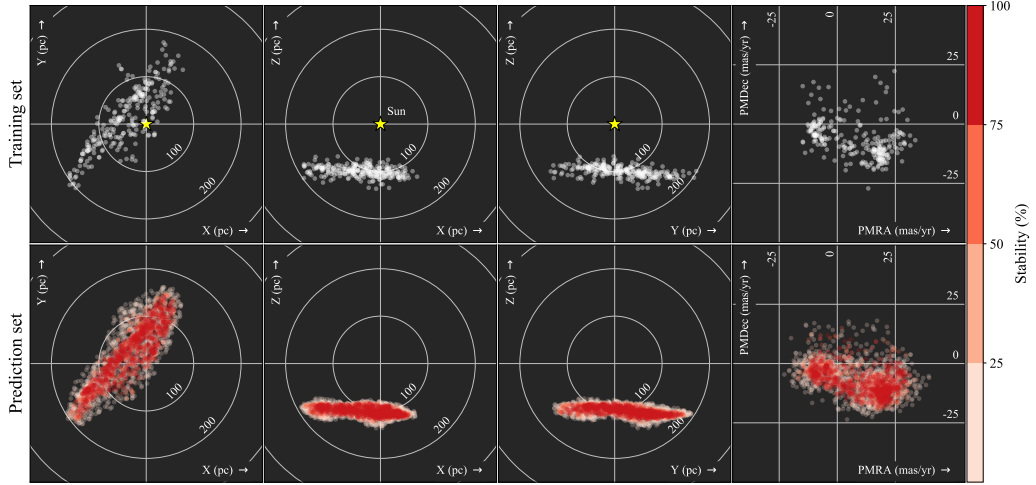 Training set
Y (pc) →
100
200
X (pc) →
Z (pc) →
Sun
100
200
X (pc) →
Z (pc) →
100
200
Y (pc) →
PMDec (mas/yr) →
-25
0
25
25
0
-25
PMRA (mas/yr) →
Prediction set
Y (pc) →
100
200
X (pc) →
Z (pc) →
100
200
X (pc) →
Z (pc) →
100
200
Y (pc) →
PMDec (mas/yr) →
-25
0
25
25
0
-25
PMRA (mas/yr) →
100
75
50
25
Stability (%)